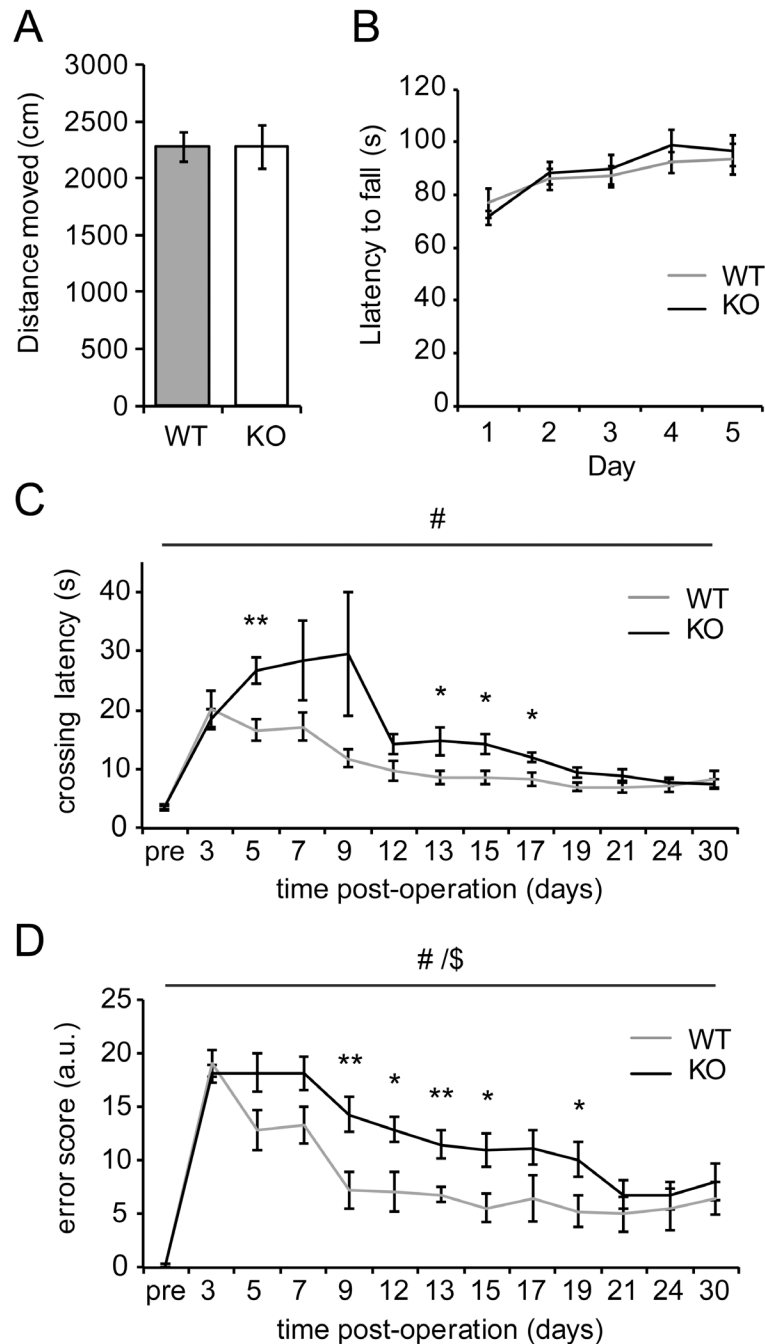 A
3000
2500
2000
1500
1000
500
0
Distance moved (cm)
WT KO
B
120
100
80
60
40
20
0
Llatency to fall (s)
WT
KO
1 2 3 4 5
Day
C
#
40
30
20
10
0
crossing latency (s)
** * * *
WT
KO
pre 3 5 7 9 12 13 15 17 19 21 24 30
time post-operation (days)
D
# /$
25
20
15
10
5
0
error score (a.u.)
** * ** * *
WT
KO
pre 3 5 7 9 12 13 15 17 19 21 24 30
time post-operation (days)